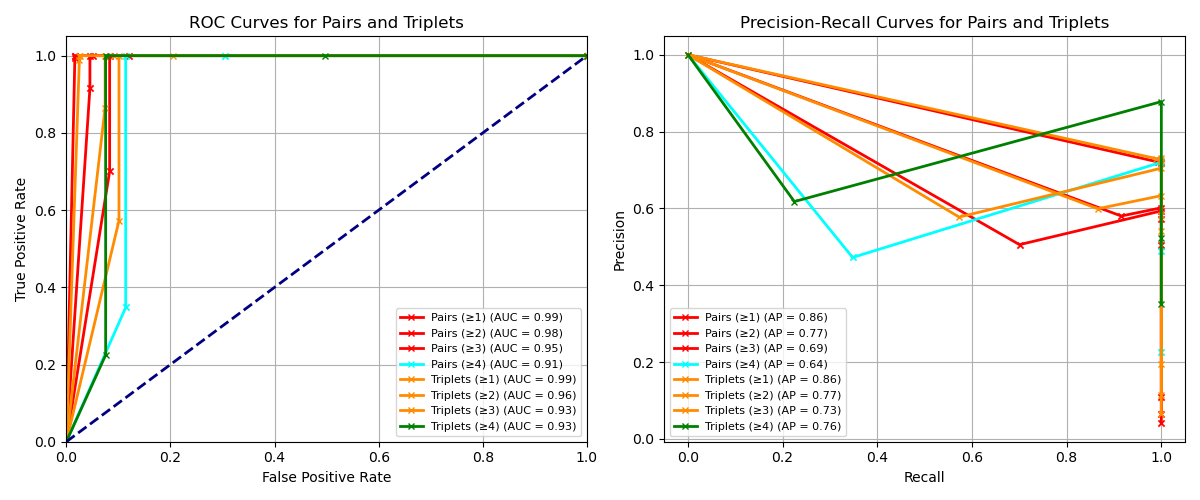 ROC Curves for Pairs and Triplets
True Positive Rate
1.0
0.8
0.6
0.4
0.2
0.0
0.0 0.2 0.4 0.6 0.8 1.0
False Positive Rate
Pairs (≥1) (AUC = 0.99)
Pairs (≥2) (AUC = 0.98)
Pairs (≥3) (AUC = 0.95)
Pairs (≥4) (AUC = 0.91)
Triplets (≥1) (AUC = 0.99)
Triplets (≥2) (AUC = 0.96)
Triplets (≥3) (AUC = 0.93)
Triplets (≥4) (AUC = 0.93)
Precision-Recall Curves for Pairs and Triplets
Precision
1.0
0.8
0.6
0.4
0.2
0.0
0.0 0.2 0.4 0.6 0.8 1.0
Recall
Pairs (≥1) (AP = 0.86)
Pairs (≥2) (AP = 0.77)
Pairs (≥3) (AP = 0.69)
Pairs (≥4) (AP = 0.64)
Triplets (≥1) (AP = 0.86)
Triplets (≥2) (AP = 0.77)
Triplets (≥3) (AP = 0.73)
Triplets (≥4) (AP = 0.76)